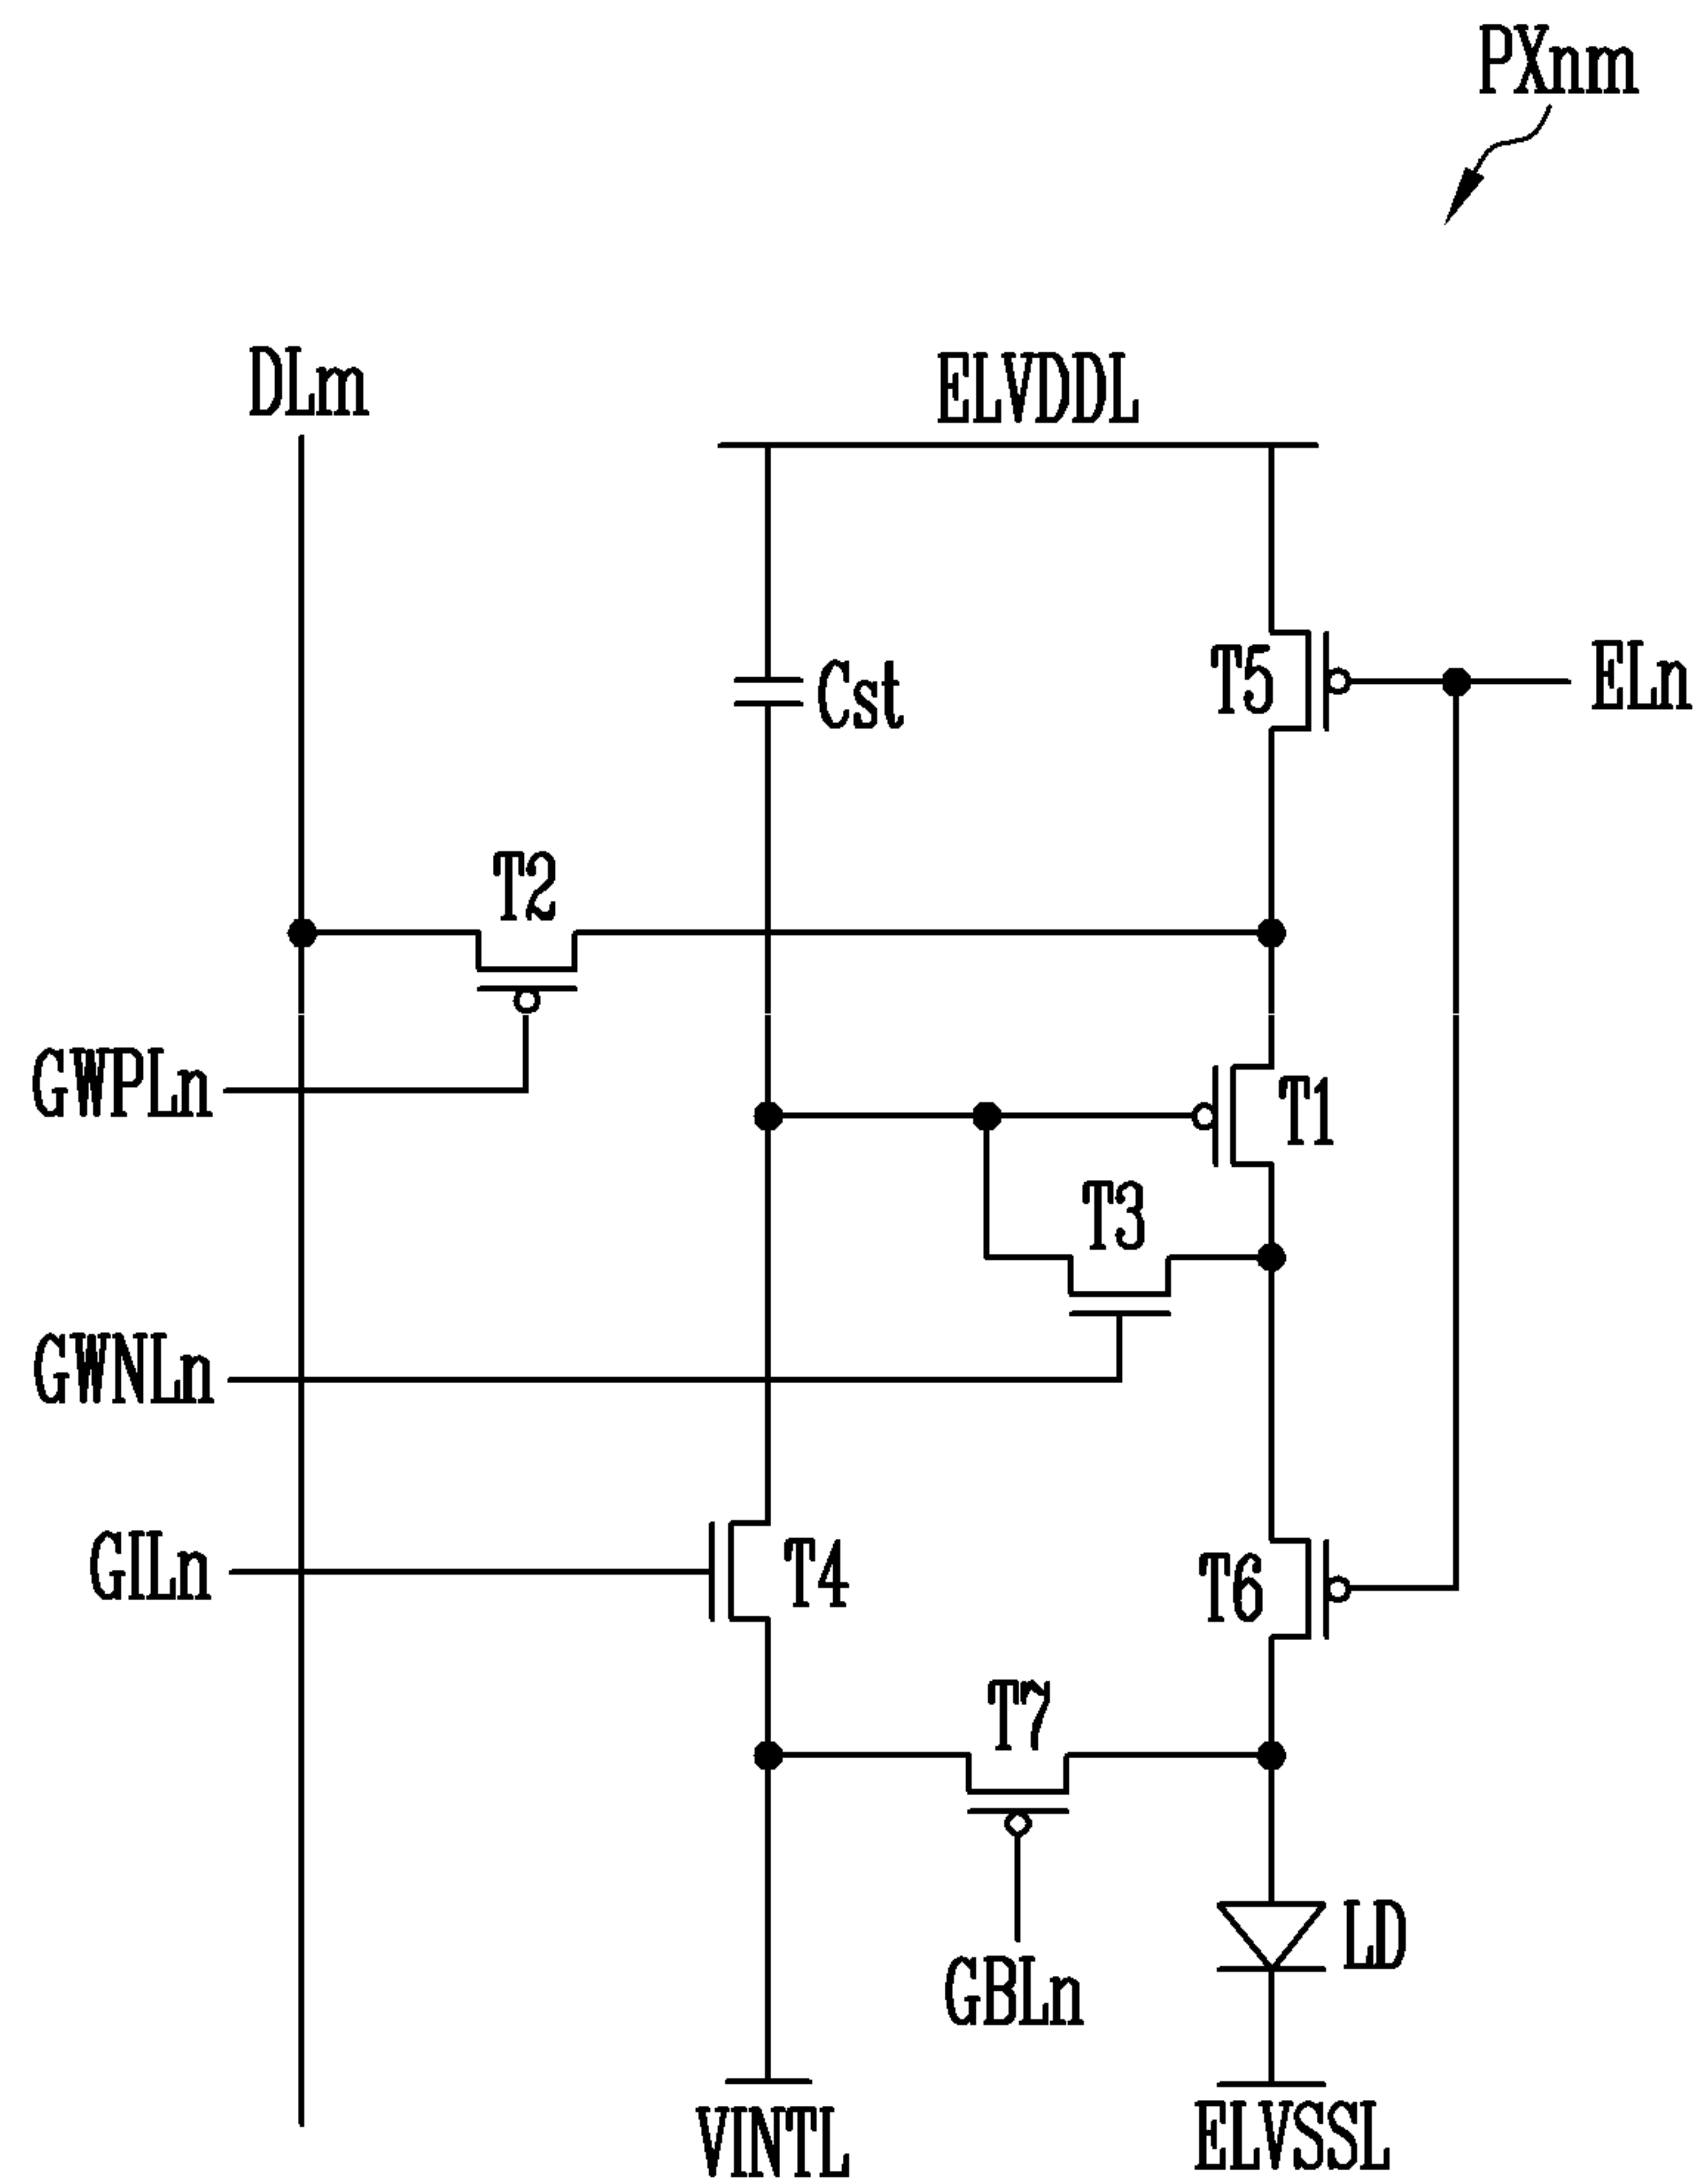 PXnm
DLm
ELVDDL
Cst
T5
ELn
T2
GWPLn
T1
T3
GWNLn
GILn
T4
T6
T7
LD
GBLn
VINTL
ELVSSL